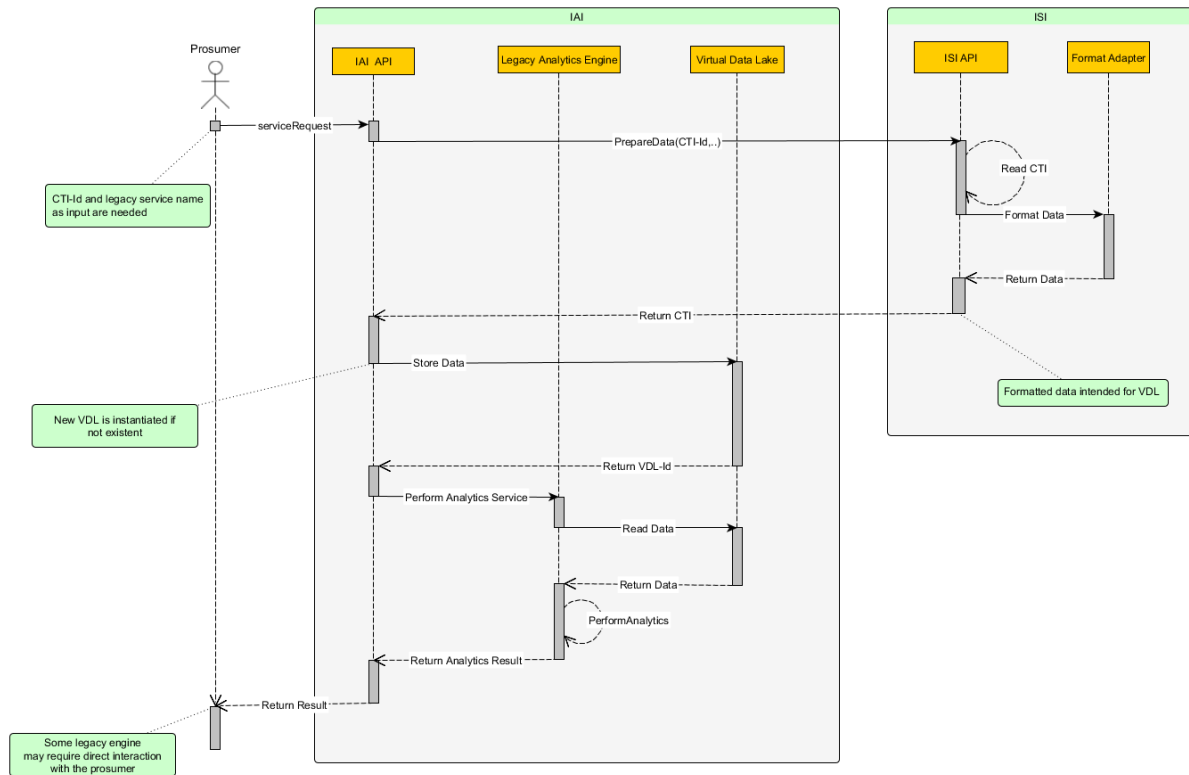 IAI
ISI
Prosumer
IAI API
Legacy Analytics Engine
Virtual Data Lake
ISI API
Format Adapter
serviceRequest
PrepareData(CTI-Id,..)
Read CTI
CTI-Id and legacy service name
as input are needed
Format Data
Return Data
Return CTI
Store Data
Formatted data intended for VDL
New VDL is instantiated if
not existent
Return VDL-Id
Perform Analytics Service
Read Data
Return Data
PerformAnalytics
Return Analytics Result
Return Result
Some legacy engine
may require direct interaction
with the prosumer